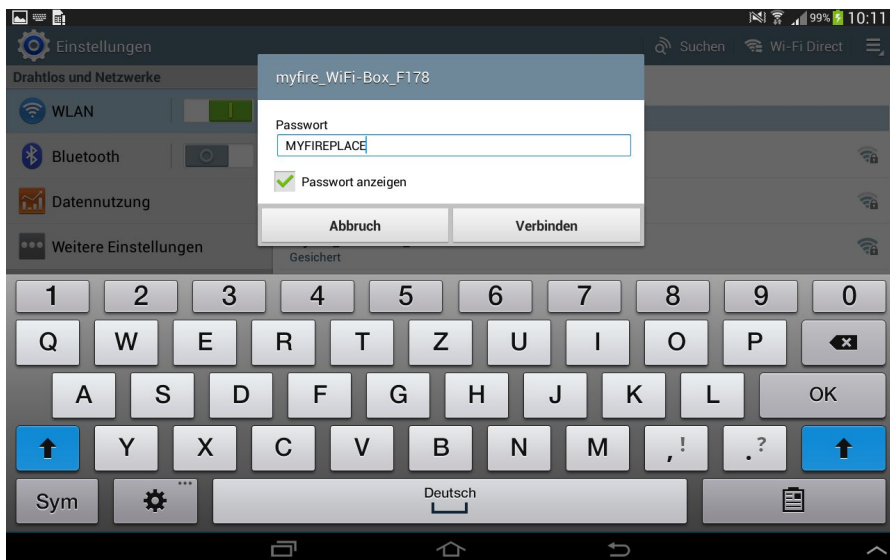 99% 10:11
Einstellungen
Suchen
Wi-Fi Direct
Drahtlos und Netzwerke
WLAN
Bluetooth
Datennutzung
Weitere Einstellungen
myfire_WiFi-Box_F178
Passwort
MYFIREPLACE
Passwort anzeigen
Abbruch
Verbinden
Gesichert
1 2 3 4 5 6 7 8 9 0
Q W E R T Z U I O P
A S D F G H J K L OK
Y X C V B N M , ! . ?
Sym
Deutsch